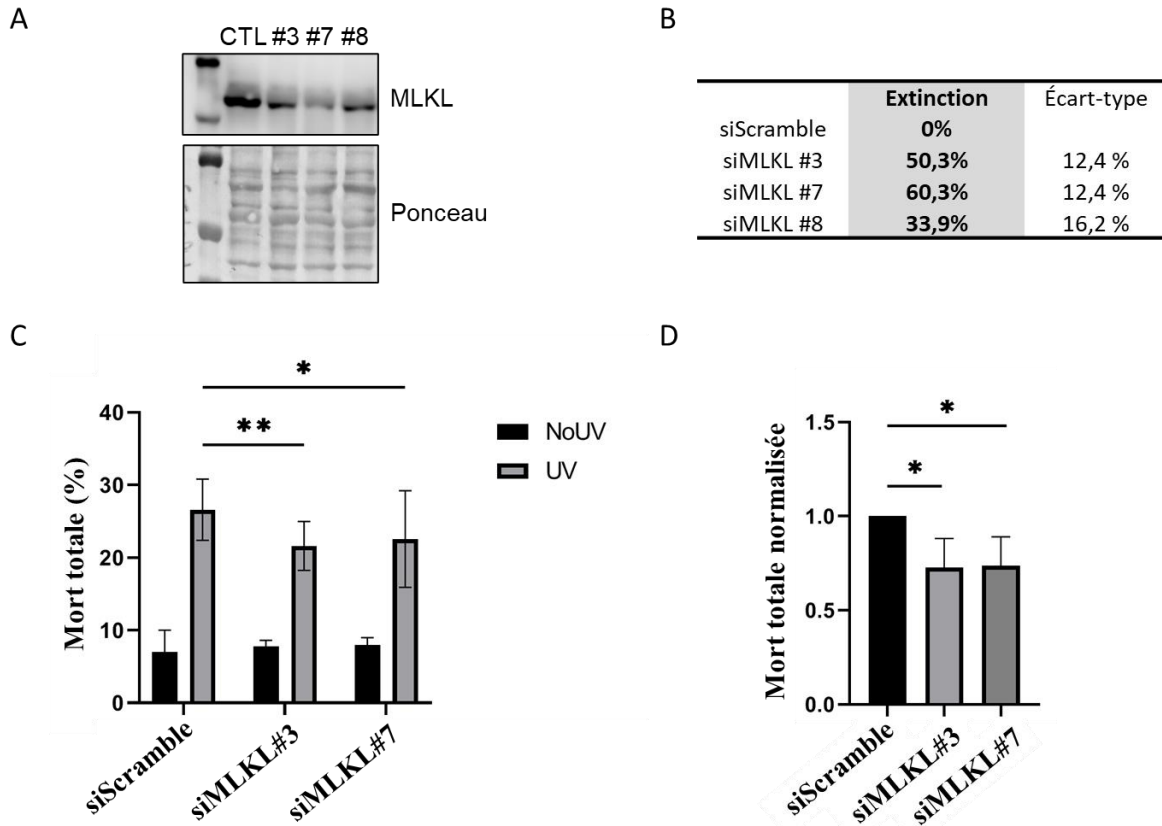 A
CTL #3 #7 #8
MLKL
Ponceau
B
Extinction Écart-type
siScramble 0%
siMLKL #3 50,3% 12,4 %
siMLKL #7 60,3% 12,4 %
siMLKL #8 33,9% 16,2 %
C
Mort totale (%)
40
30
20
10
0
*
**
NoUV
UV
siScramble
siMLKL#3
siMLKL#7
D
Mort totale normalisée
1.5
1.0
0.5
0.0
*
*
siScramble
siMLKL#3
siMLKL#7